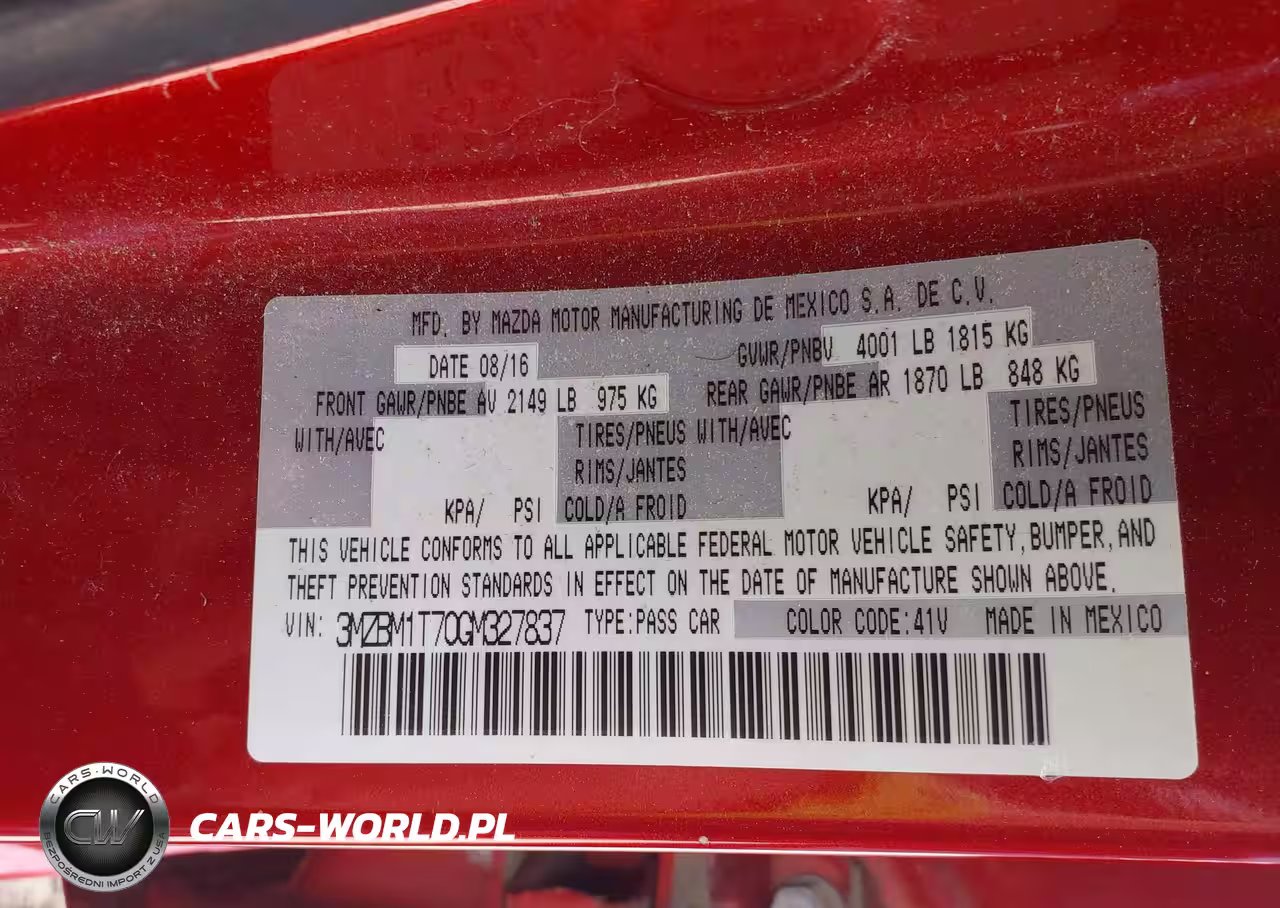 MFD. BY MAZDA MOTOR MANUFACTURING DE MEXICO S.A. DE C.V.
DATE 08/16 GVWR/PNBV 4001 LB 1815 KG
FRONT GAWR/PNBE AV 2149 LB 975 KG REAR GAWR/PNBE AR 1870 LB 848 KG
WITH/AVEC TIRES/PNEUS WITH/AVEC TIRES/PNEUS
RIMS/JANTES RIMS/JANTES
KPA/ PSI COLD/A FROID KPA/ PSI COLD/A FROID
THIS VEHICLE CONFORMS TO ALL APPLICABLE FEDERAL MOTOR VEHICLE SAFETY, BUMPER, AND
THEFT PREVENTION STANDARDS IN EFFECT ON THE DATE OF MANUFACTURE SHOWN ABOVE.
VIN: 3MZBM1T70GM327837 TYPE:PASS CAR COLOR CODE:41V MADE IN MEXICO
CARS-WORLD
CW
BEZPOŚREDNI IMPORT Z USA
CARS-WORLD.PL